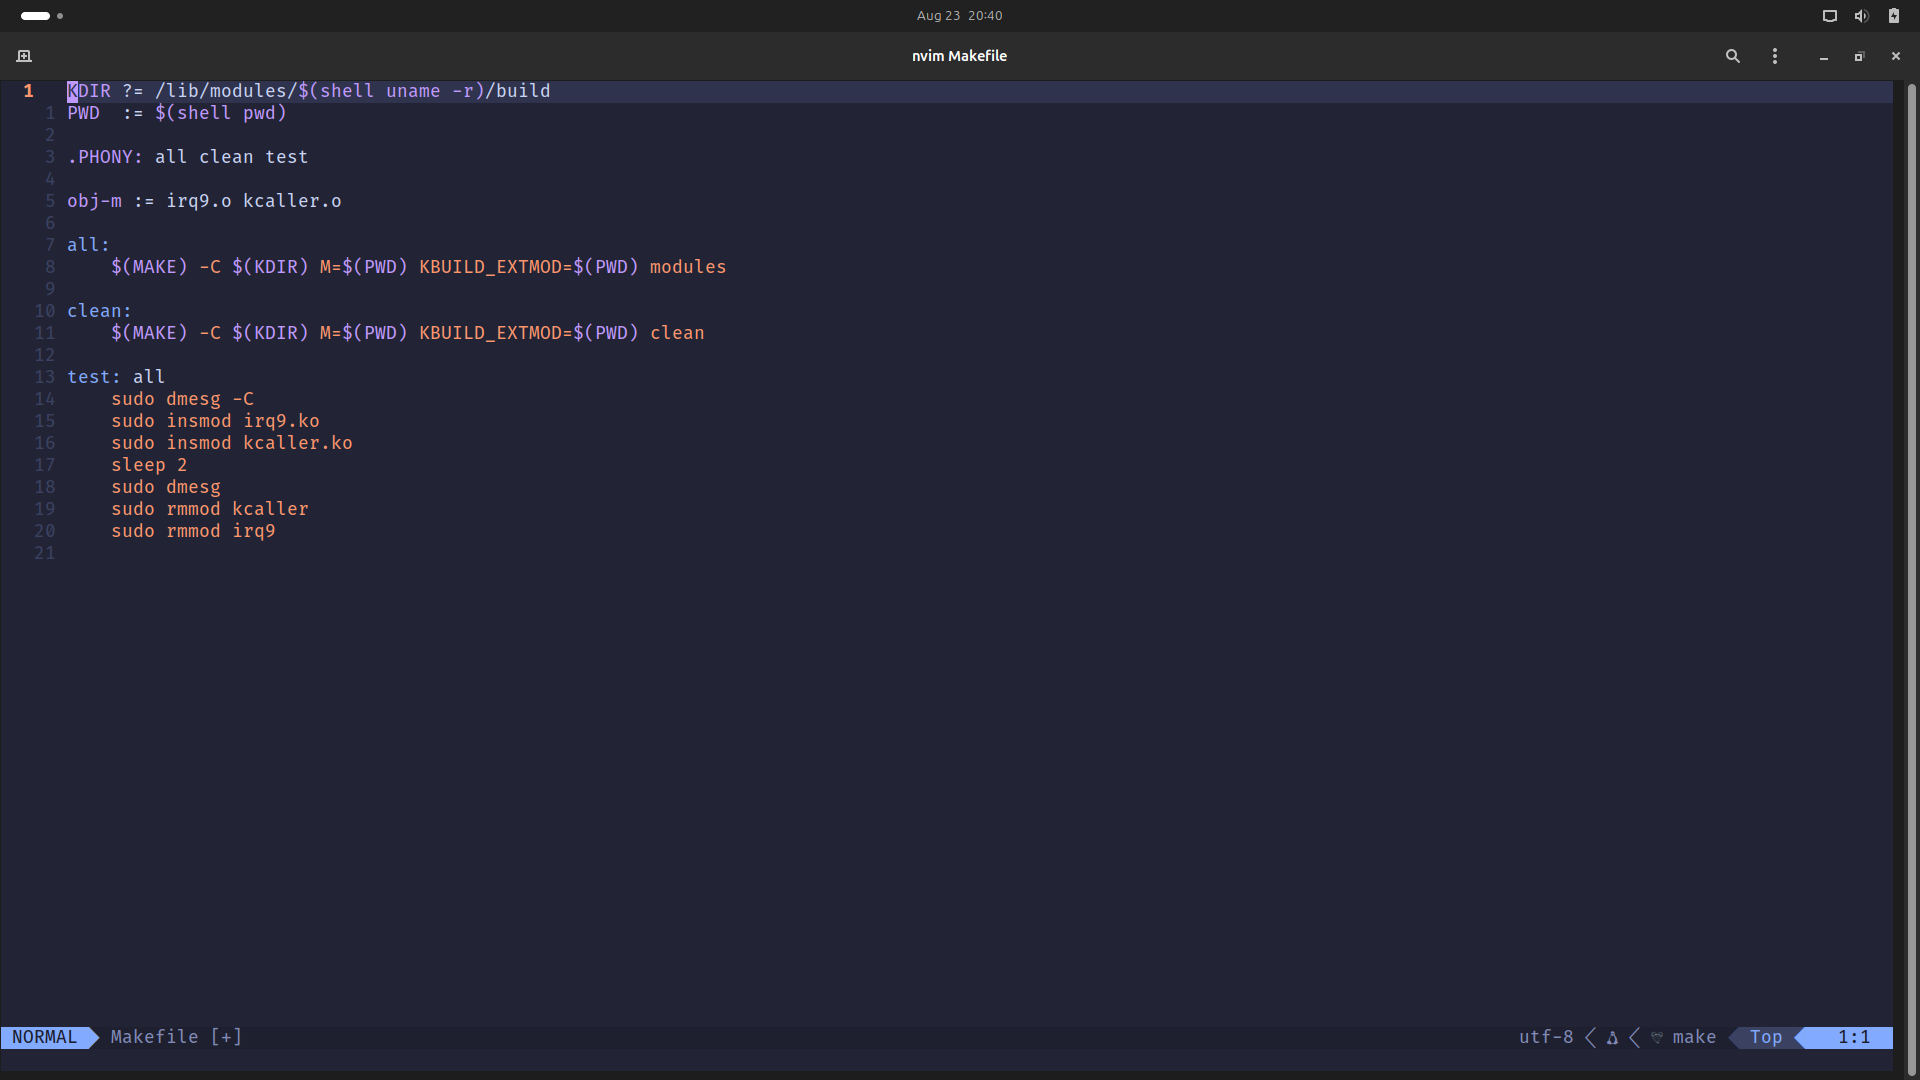 Aug 23 20:40
nvim Makefile
1 KDIR ?= /lib/modules/$(shell uname -r)/build
1 PWD  := $(shell pwd)
2
3 .PHONY: all clean test
4
5 obj-m := irq9.o kcaller.o
6
7 all:
8     $(MAKE) -C $(KDIR) M=$(PWD) KBUILD_EXTMOD=$(PWD) modules
9
10 clean:
11     $(MAKE) -C $(KDIR) M=$(PWD) KBUILD_EXTMOD=$(PWD) clean
12
13 test: all
14     sudo dmesg -C
15     sudo insmod irq9.ko
16     sudo insmod kcaller.ko
17     sleep 2
18     sudo dmesg
19     sudo rmmod kcaller
20     sudo rmmod irq9
21
NORMAL Makefile [+] utf-8 make Top 1:1